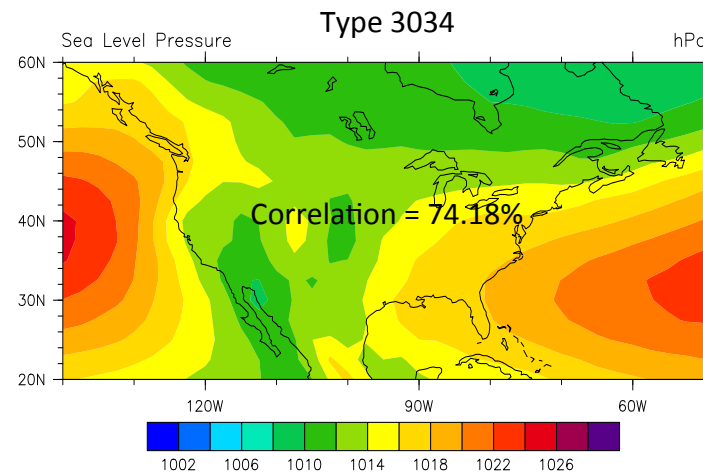 Type 3034
Sea Level Pressure hPa
60N
50N
Correlation = 74.18%
40N
30N
20N
120W 90W 60W
1002 1006 1010 1014 1018 1022 1026